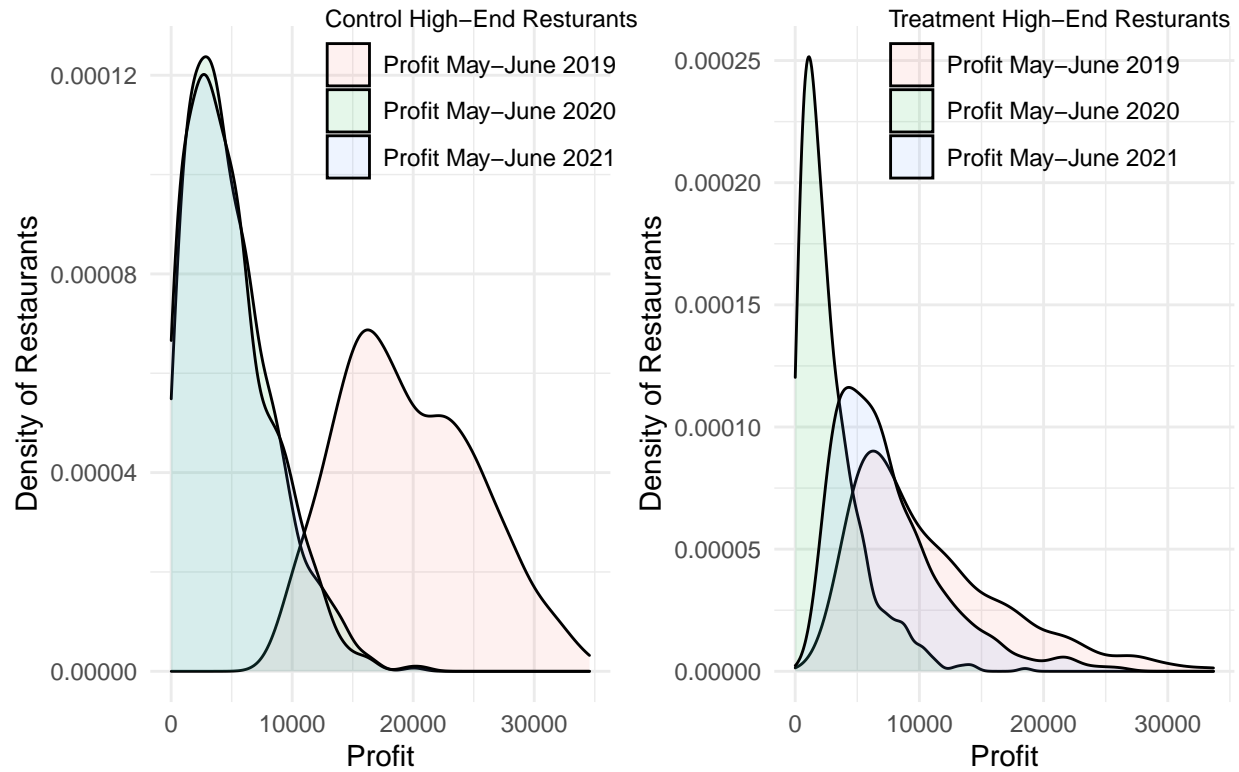 Control High−End Resturants
Profit May−June 2019
Profit May−June 2020
Profit May−June 2021
0.00012
0.00008
0.00004
0.00000
Density of Restaurants
0
10000
20000
30000
Profit
Treatment High−End Resturants
Profit May−June 2019
Profit May−June 2020
Profit May−June 2021
0.00025
0.00020
0.00015
0.00010
0.00005
0.00000
Density of Restaurants
0
10000
20000
30000
Profit